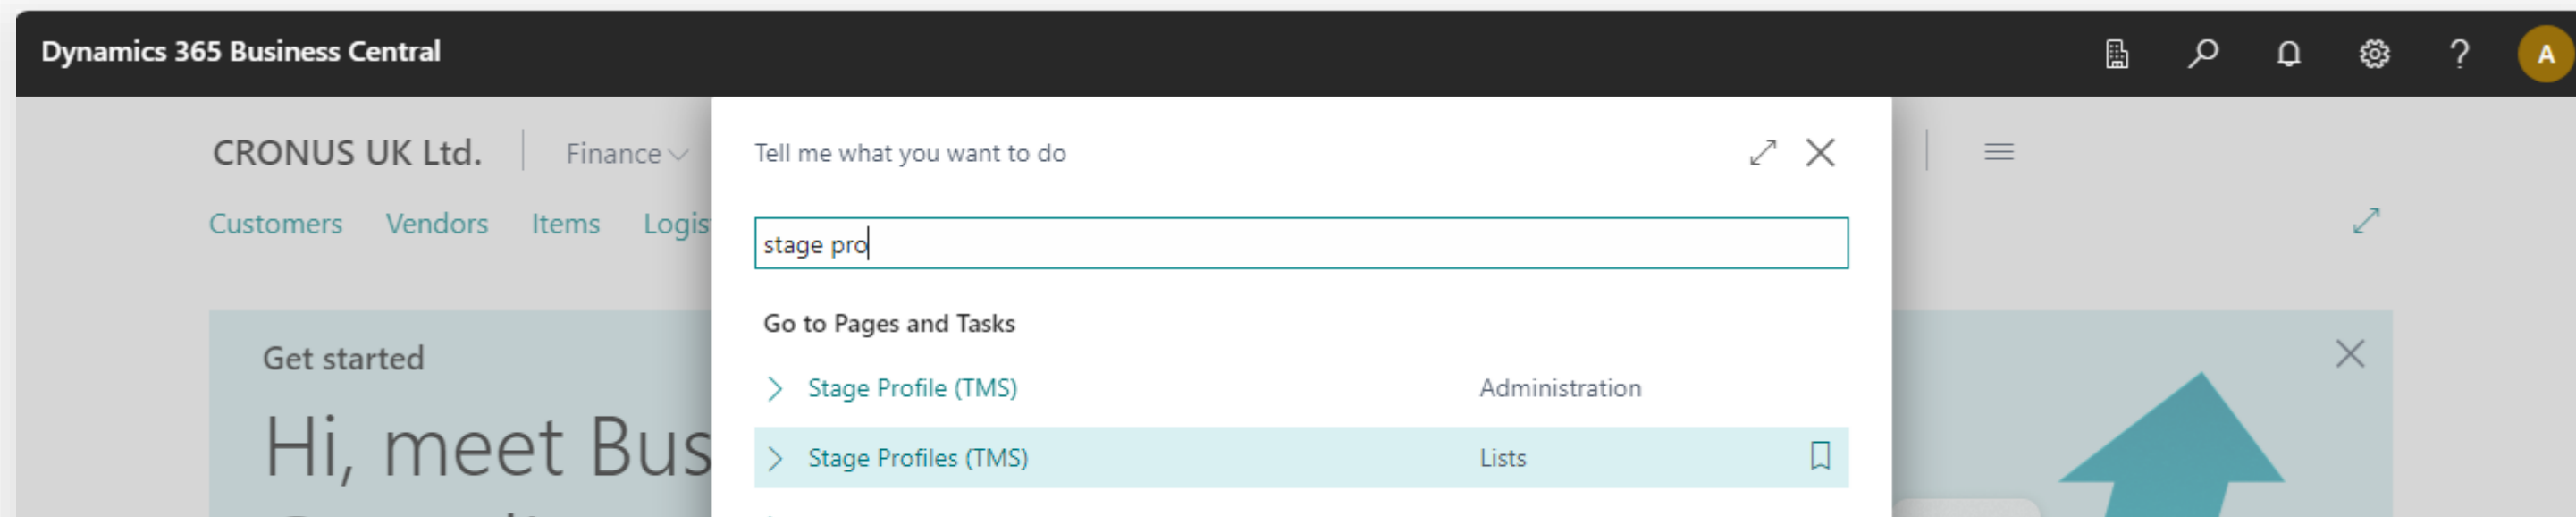 Dynamics 365 Business Central
A
CRONUS UK Ltd.
Finance
Customers Vendors Items Logis
Get started
Hi, meet Bus
Tell me what you want to do
stage pro
Go to Pages and Tasks
Stage Profile (TMS) Administration
Stage Profiles (TMS) Lists